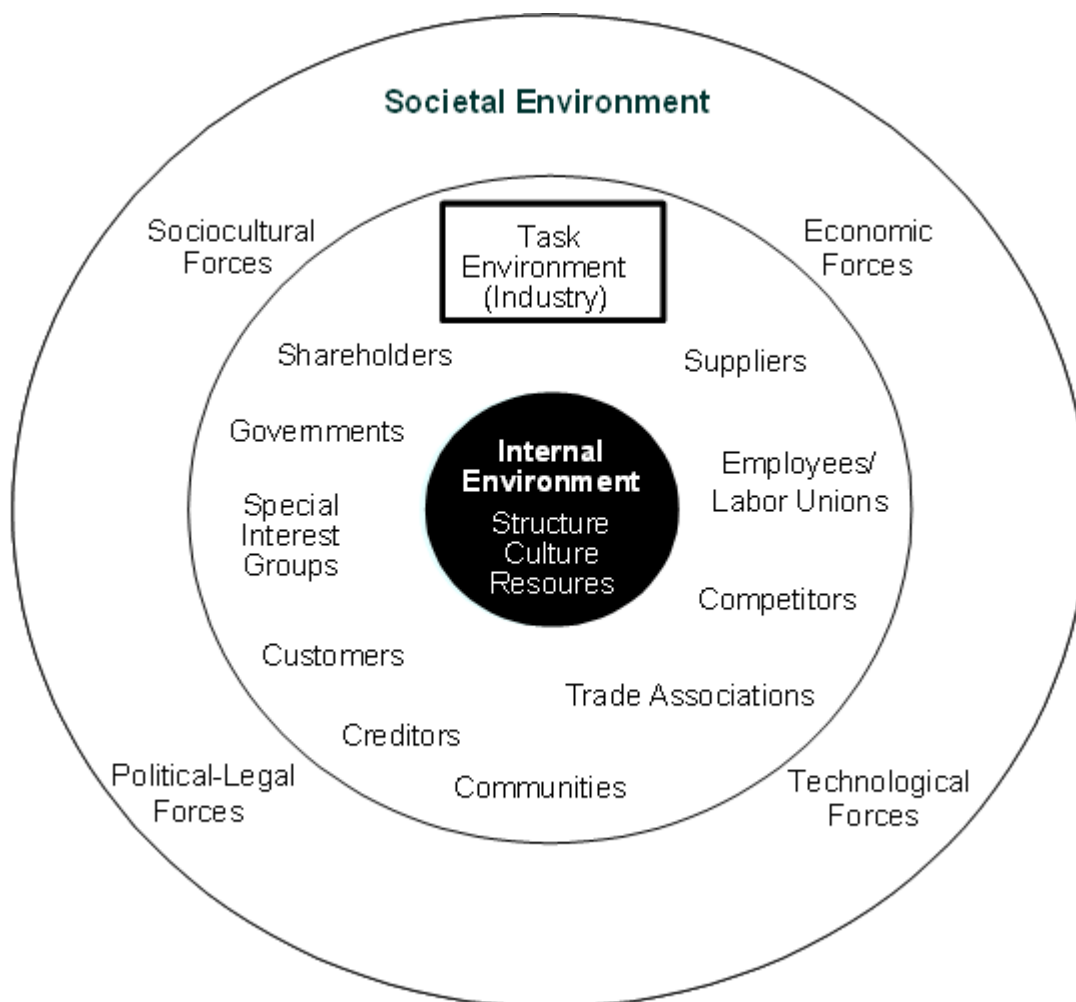 Societal Environment
Sociocultural
Forces
Economic
Forces
Task
Environment
(Industry)
Shareholders
Suppliers
Governments
Internal
Environment
Structure
Culture
Resoures
Employees/
Labor Unions
Special
Interest
Groups
Competitors
Customers
Trade Associations
Creditors
Communities
Political-Legal
Forces
Technological
Forces